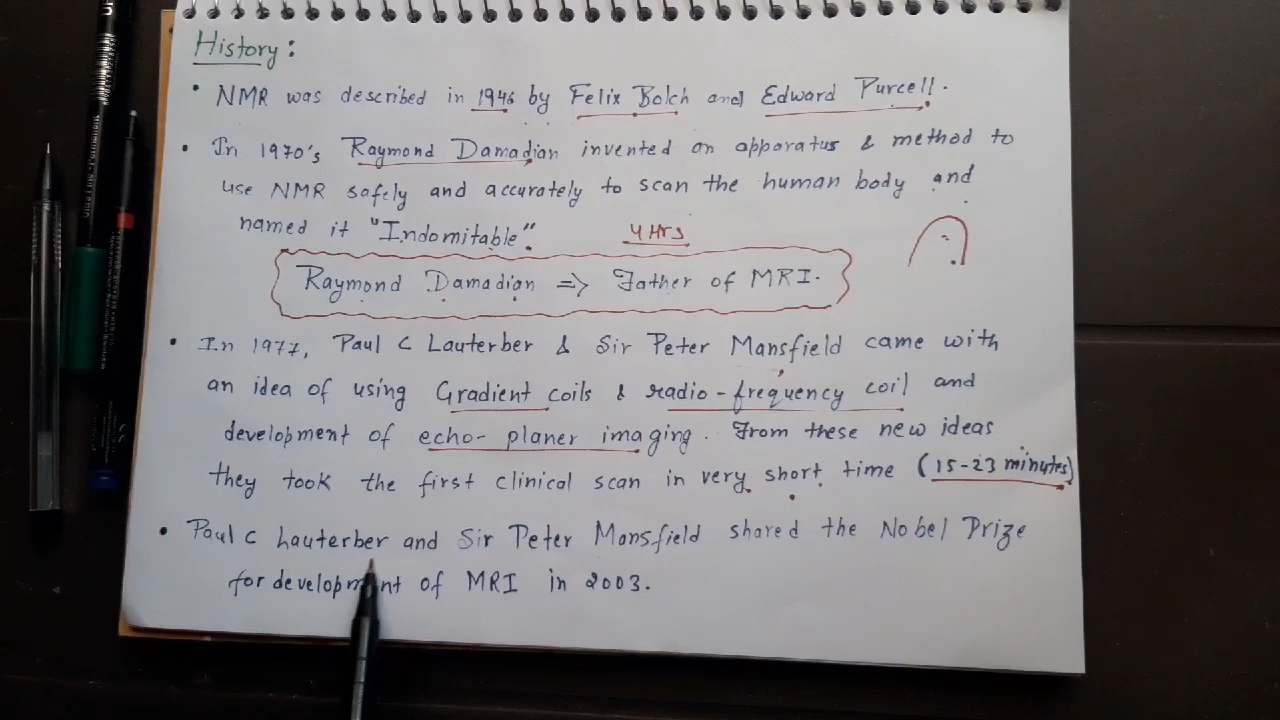 History:
• NMR was described in 1946 by Felix Bolch and Edward Purcell.
• In 1970's Raymond Damadian invented an apparatus & method to
use NMR safely and accurately to scan the human body and
named it "Indomitable".
4 Hrs
Raymond Damadian => Father of MRI.
• In 1977, Paul C Lauterber & Sir Peter Mansfield came with
an idea of using Gradient coils & radio-frequency coil and
development of echo-planer imaging. From these new ideas
they took the first clinical scan in very short time (15-23 minutes)
• Paul C Lauterber and Sir Peter Mansfield shared the Nobel Prize
for development of MRI in 2003.